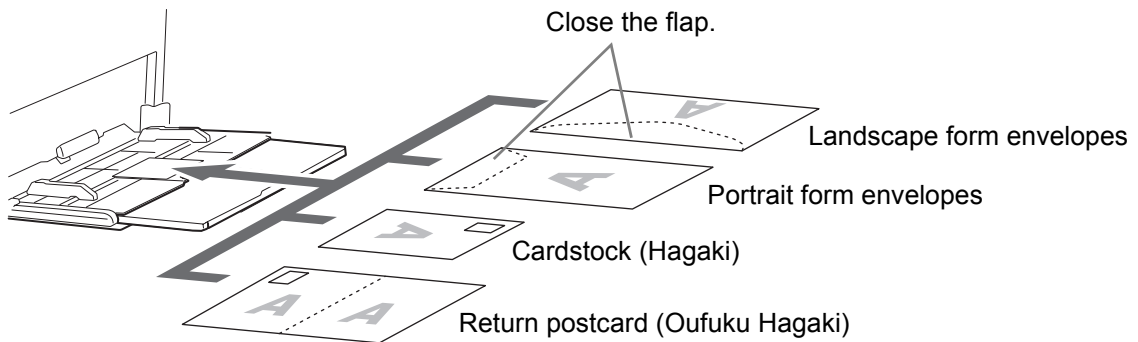 Close the flap.
A
Landscape form envelopes
A
Portrait form envelopes
A
Cardstock (Hagaki)
A A
Return postcard (Oufuku Hagaki)